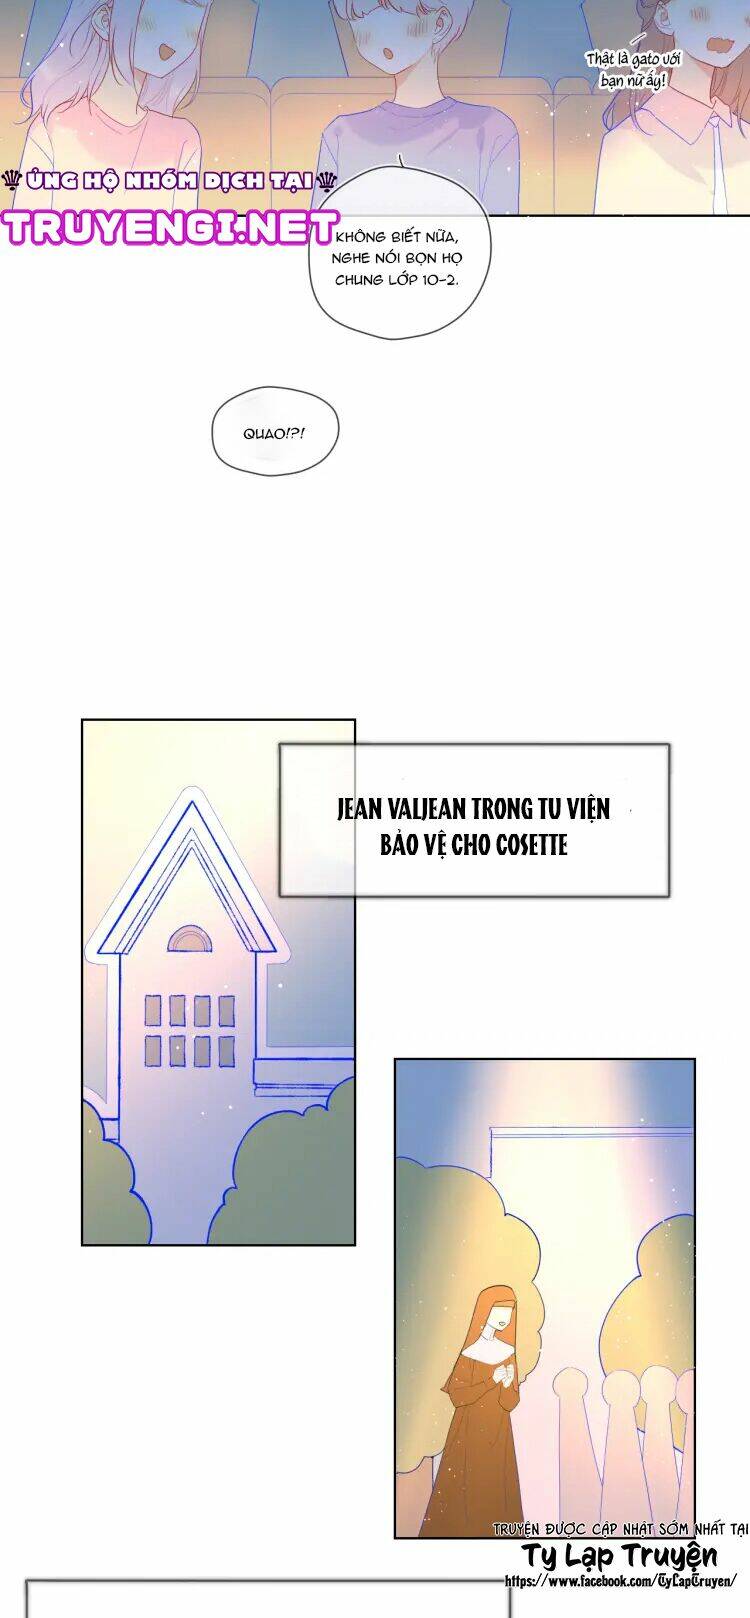 Thật là gato với
bạn nữ ấy!
ỦNG HỘ NHÓM DỊCH TẠI
TRUYENGI.NET
KHÔNG BIẾT NỮA,
NGHE NÓI BỌN HỌ
CHUNG LỚP 10-2.
QUAO!?!
JEAN VALJEAN TRONG TU VIỆN
BẢO VỆ CHO COSETTE
TRUYỆN ĐƯỢC CẬP NHẬT SỚM NHẤT TẠI
Ty Lap Truyện
https://www.facebook.com/TyLapTruyen/